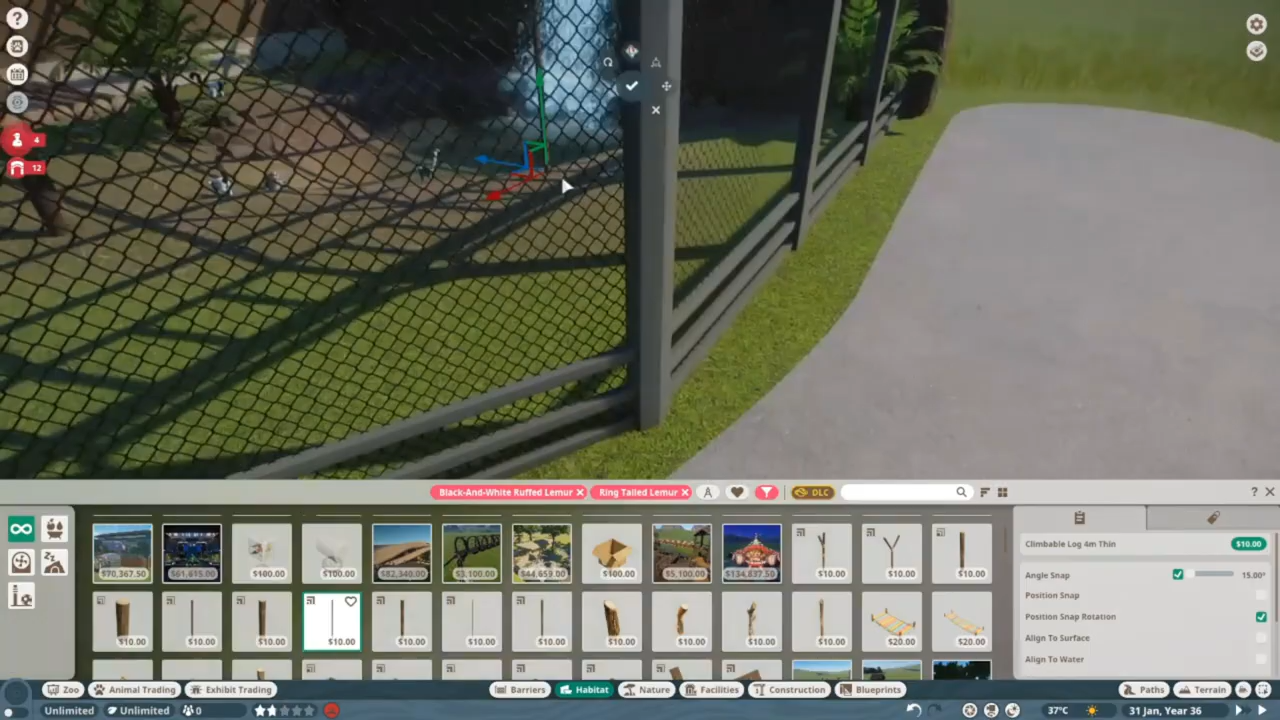 ?
4
12
Black-And-White Ruffed Lemur ×
Ring Tailed Lemur ×
DLC
? ×
$70,367.50
$61,615.00
$100.00
$100.00
$82,340.00
$3,100.00
$44,659.00
$100.00
$5,100.00
$134,837.50
$10.00
$10.00
$10.00
Climbable Log 4m Thin
$10.00
Angle Snap
15.00°
Position Snap
Position Snap Rotation
Align To Surface
Align To Water
$10.00
$10.00
$10.00
$10.00
$10.00
$10.00
$10.00
$10.00
$10.00
$10.00
$10.00
$20.00
$20.00
Zoo
Animal Trading
Exhibit Trading
Barriers
Habitat
Nature
Facilities
Construction
Blueprints
Paths
Terrain
Unlimited
Unlimited
0
37°C
31 Jan, Year 36